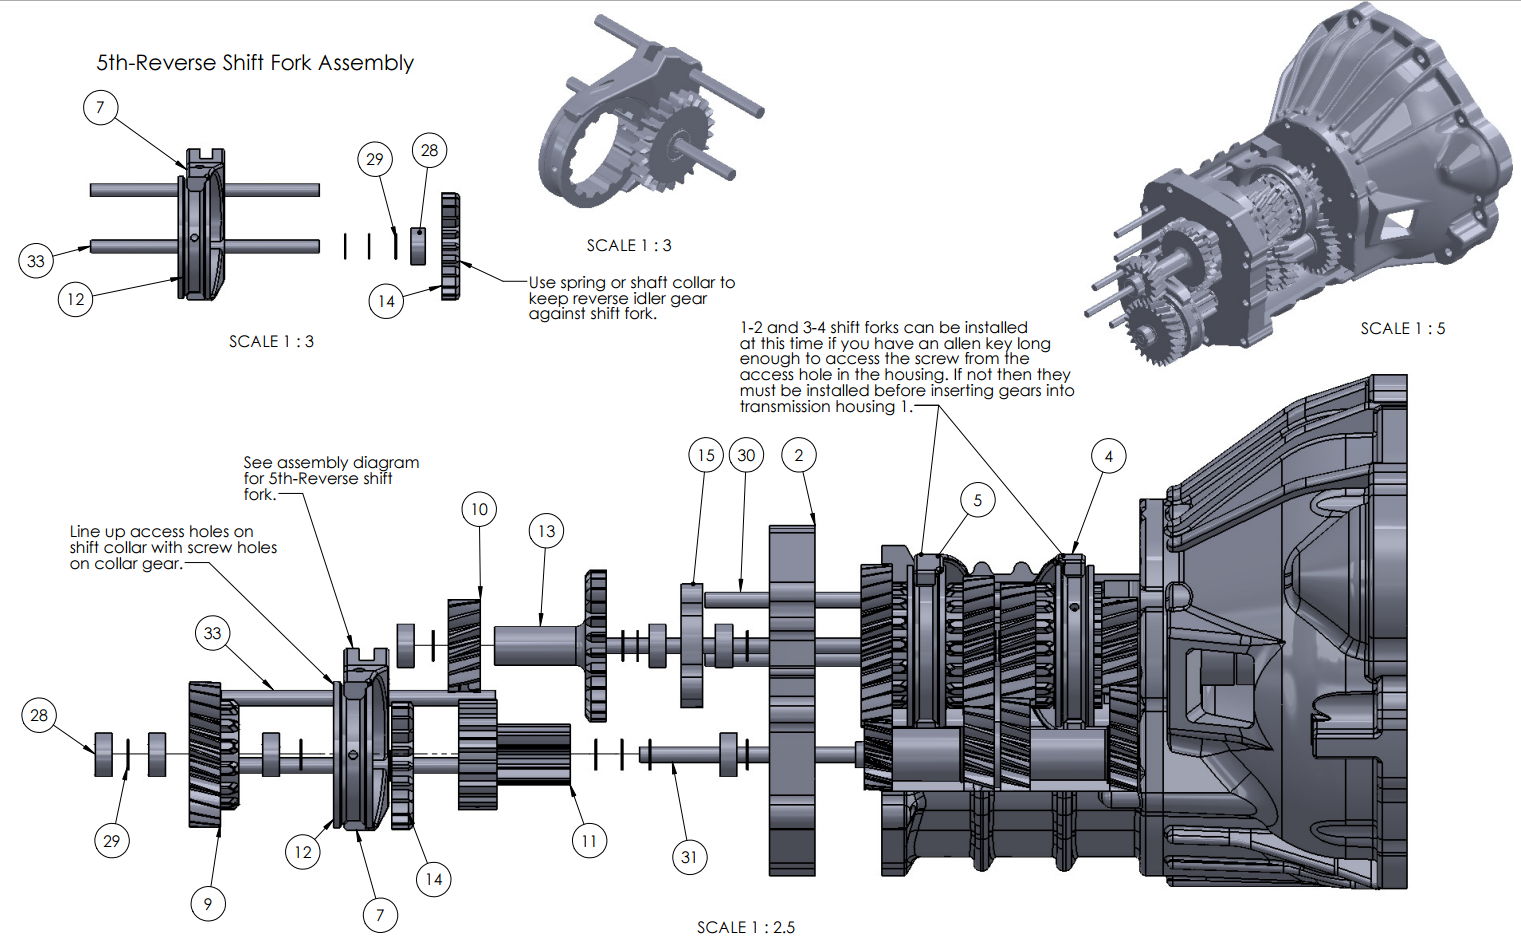 5th-Reverse Shift Fork Assembly
7
29
28
33
12
14
SCALE 1 : 3
SCALE 1 : 3
Use spring or shaft collar to
keep reverse idler gear
against shift fork.
SCALE 1 : 5
1-2 and 3-4 shift forks can be installed
at this time if you have an allen key long
enough to access the screw from the
access hole in the housing. If not then they
must be installed before inserting gears into
transmission housing 1.
See assembly diagram
for 5th-Reverse shift
fork.
Line up access holes on
shift collar with screw holes
on collar gear.
10
13
15
30
2
5
4
33
28
29
9
12
7
14
11
31
SCALE 1 : 2.5